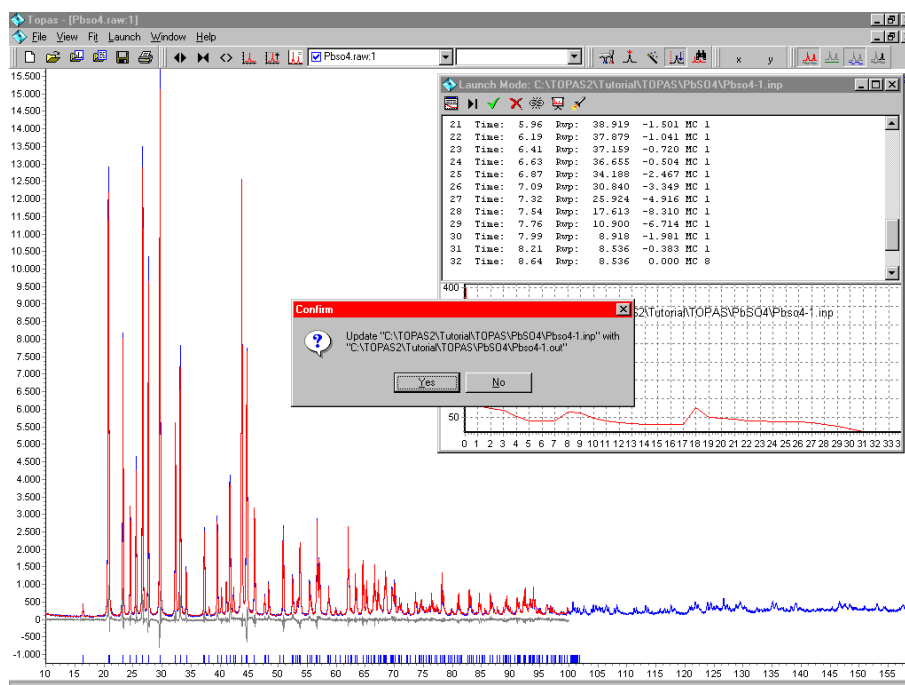 Topas - [Pbso4.raw:1]
File View Fit Launch Window Help
Pbso4.raw:1
x y
15.500
15.000
14.500
14.000
13.500
13.000
12.500
12.000
11.500
11.000
10.500
10.000
9.500
9.000
8.500
8.000
7.500
7.000
6.500
6.000
5.500
5.000
4.500
4.000
3.500
3.000
2.500
2.000
1.500
1.000
500
0
-500
-1.000
10 15 20 25 30 35 40 45 50 55 60 65 70 75 80 85 90 95 100 105 110 115 120 125 130 135 140 145 150 155
Launch Mode: C:\TOPAS2\Tutorial\TOPAS\PbSO4\Pbso4-1.inp
21 Time: 5.96 Rwp: 38.919 -1.501 MC 1
22 Time: 6.19 Rwp: 37.879 -1.041 MC 1
23 Time: 6.41 Rwp: 37.159 -0.720 MC 1
24 Time: 6.63 Rwp: 36.655 -0.504 MC 1
25 Time: 6.87 Rwp: 34.188 -2.467 MC 1
26 Time: 7.09 Rwp: 30.840 -3.349 MC 1
27 Time: 7.32 Rwp: 25.924 -4.916 MC 1
28 Time: 7.54 Rwp: 17.613 -8.310 MC 1
29 Time: 7.76 Rwp: 10.900 -6.714 MC 1
30 Time: 7.99 Rwp: 8.918 -1.981 MC 1
31 Time: 8.21 Rwp: 8.536 -0.383 MC 1
32 Time: 8.64 Rwp: 8.536 0.000 MC 8
400
S2\Tutorial\TOPAS\PbSO4\Pbso4-1.inp
50
0 1 2 3 4 5 6 7 8 9 10 11 12 13 14 15 16 17 18 19 20 21 22 23 24 25 26 27 28 29 30 31 32 33 3
Confirm
Update "C:\TOPAS2\Tutorial\TOPAS\PbSO4\Pbso4-1.inp" with
"C:\TOPAS2\Tutorial\TOPAS\PbSO4\Pbso4-1.out"
Yes No